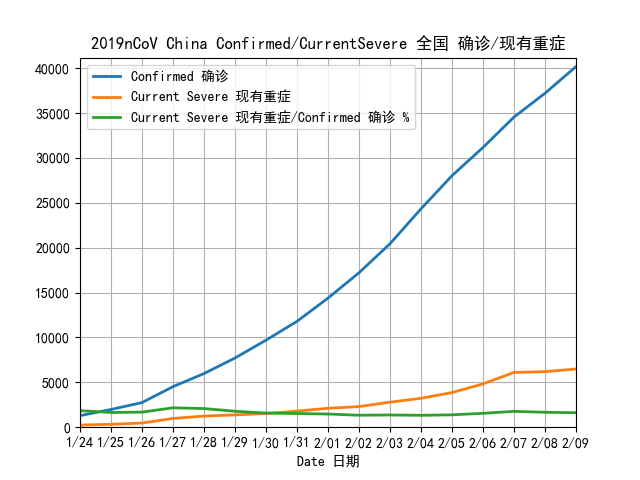 2019nCoV China Confirmed/CurrentSevere 全国 确诊/现有重症
Confirmed 确诊
Current Severe 现有重症
Current Severe 现有重症/Confirmed 确诊 %
40000
35000
30000
25000
20000
15000
10000
5000
0
1/24 1/25 1/26 1/27 1/28 1/29 1/30 1/31 2/01 2/02 2/03 2/04 2/05 2/06 2/07 2/08 2/09
Date 日期